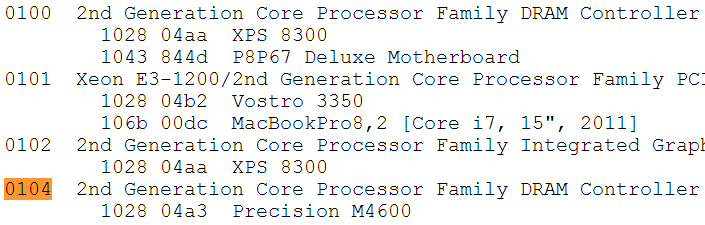 0100  2nd Generation Core Processor Family DRAM Controller
1028 04aa  XPS 8300
1043 844d  P8P67 Deluxe Motherboard
0101  Xeon E3-1200/2nd Generation Core Processor Family PCI
1028 04b2  Vostro 3350
106b 00dc  MacBookPro8,2 [Core i7, 15", 2011]
0102  2nd Generation Core Processor Family Integrated Grap
1028 04aa  XPS 8300
0104  2nd Generation Core Processor Family DRAM Controller
1028 04a3  Precision M4600